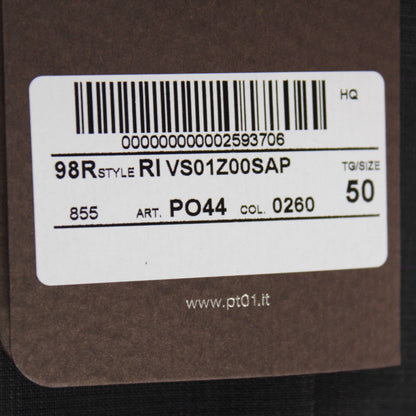 HQ
000000000002593706
98R STYLE RI VS01Z00SAP TG/SIZE
855 ART. PO44 COL. 0260 50
www.pt01.it